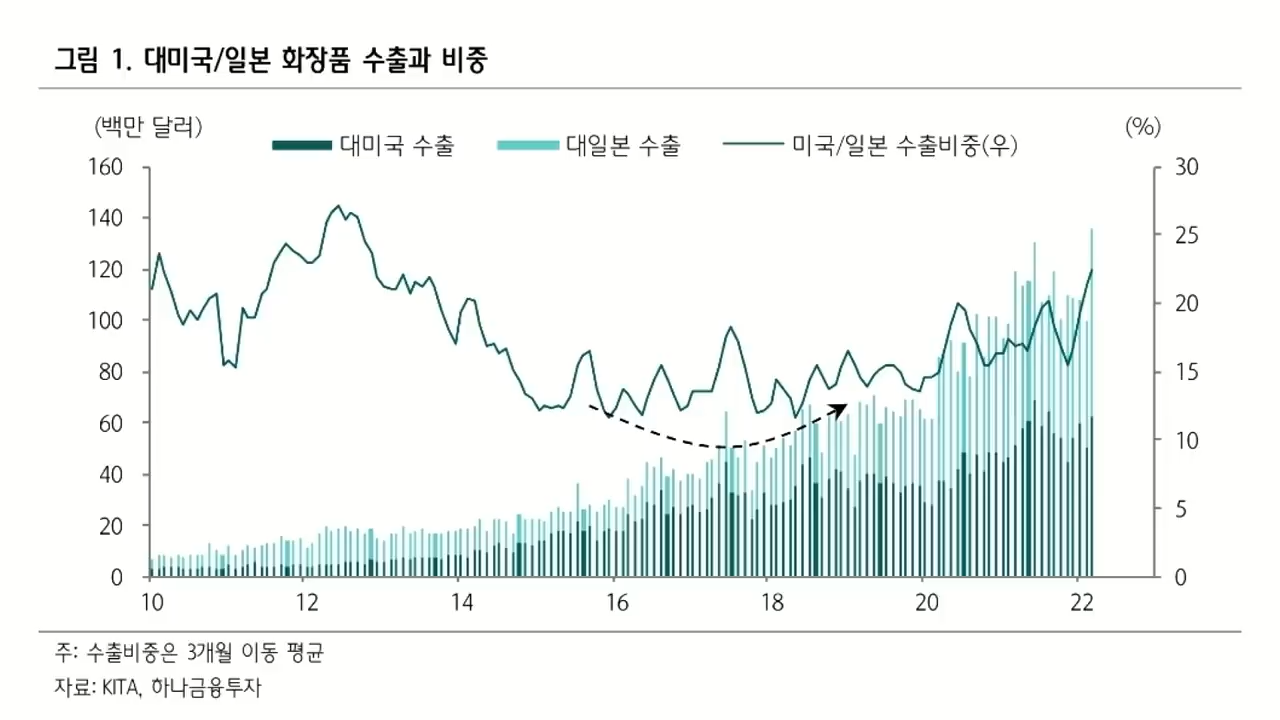 그림 1. 대미국/일본 화장품 수출과 비중
(백만 달러)
(%)
대미국 수출
대일본 수출
미국/일본 수출비중(우)
160
140
120
100
80
60
40
20
0
30
25
20
15
10
5
0
10 12 14 16 18 20 22
주: 수출비중은 3개월 이동 평균
자료: KITA, 하나금융투자